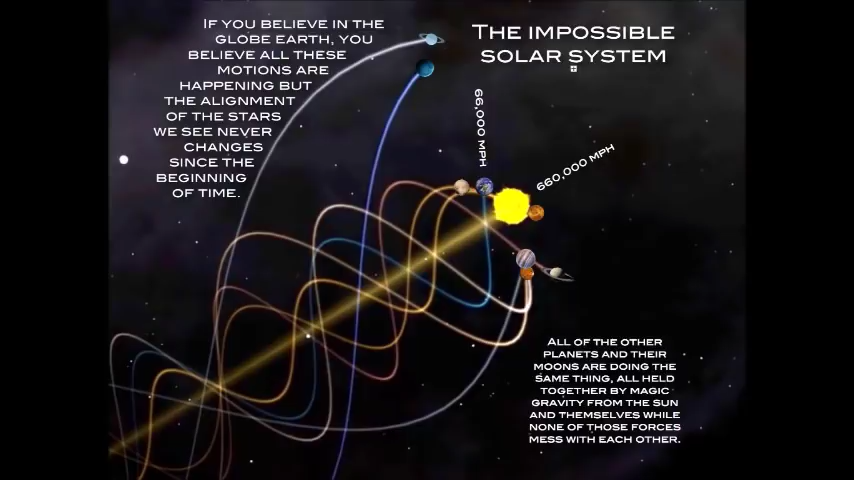 If you believe in the
globe earth, you
believe all these
motions are
happening but
the alignment
of the stars
we see never
changes
since the
beginning
of time.
The impossible
solar system
66,000 mph
660,000 mph
All of the other
planets and their
moons are doing the
same thing, all held
together by magic
gravity from the sun
and themselves while
none of those forces
mess with each other.